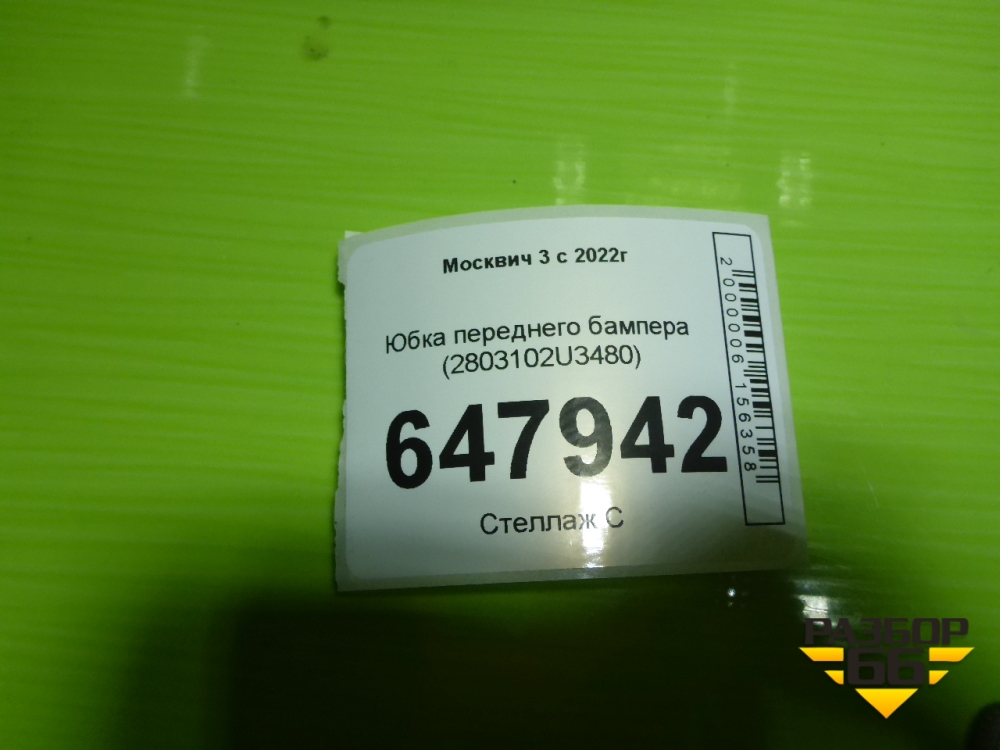 Москвич 3 с 2022г
Юбка переднего бампера
(2803102U3480)
647942
Стеллаж С
2000006156358
РАЗБОР
66